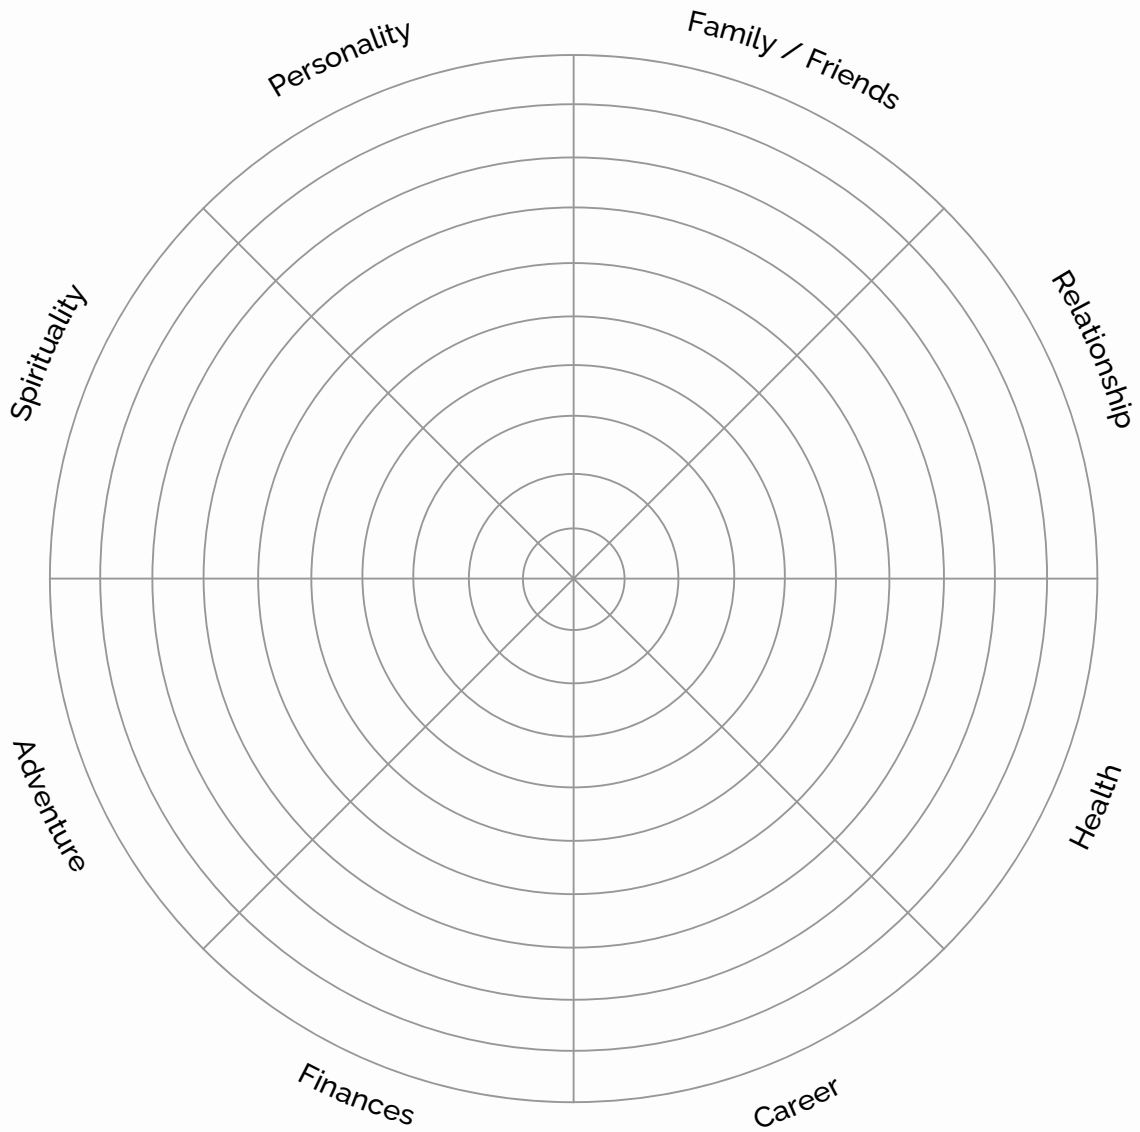 Personality
Family / Friends
Spirituality
Relationship
Adventure
Health
Finances
Career